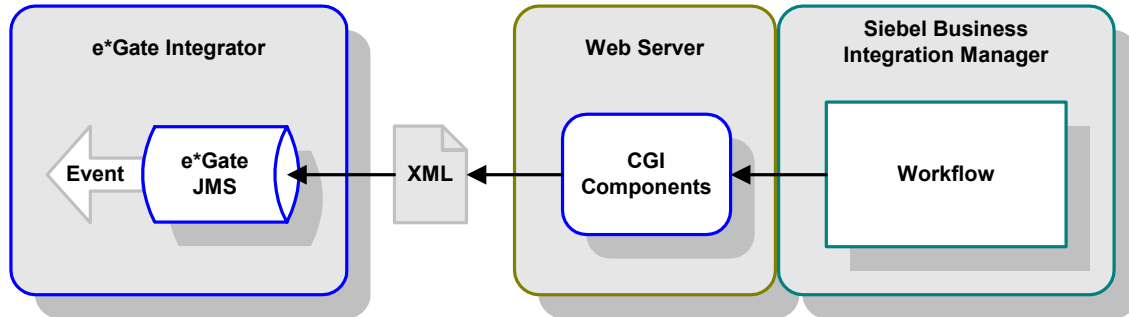 e*Gate Integrator
Web Server
Siebel Business
Integration Manager
Event
e*Gate
JMS
XML
CGI
Components
Workflow